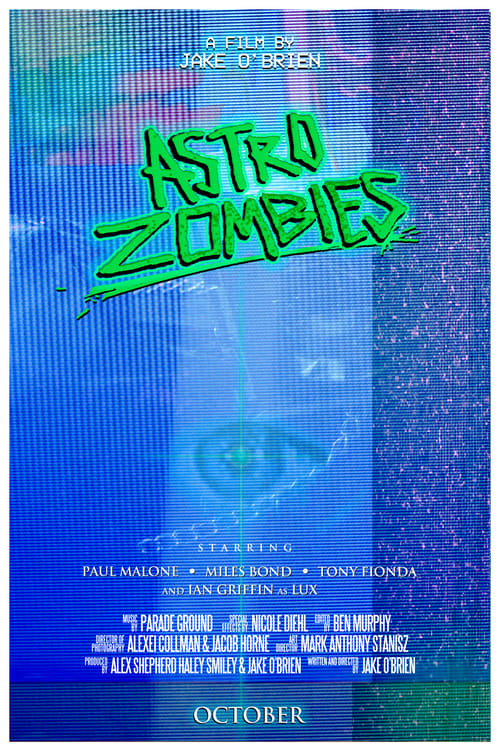 A FILM BY
JAKE O'BRIEN
ASTRO
ZOMBIES
STARRING
PAUL MALONE • MILES BOND • TONY FIONDA
AND IAN GRIFFIN AS LUX
MUSIC BY PARADE GROUND SPECIAL EFFECTS BY NICOLE DIEHL EDITED BY BEN MURPHY
DIRECTOR OF PHOTOGRAPHY ALEXEI COLLMAN & JACOB HORNE ART DIRECTOR MARK ANTHONY STANISZ
PRODUCED BY ALEX SHEPHERD HALEY SMILEY & JAKE O'BRIEN WRITTEN AND DIRECTED BY JAKE O'BRIEN
OCTOBER